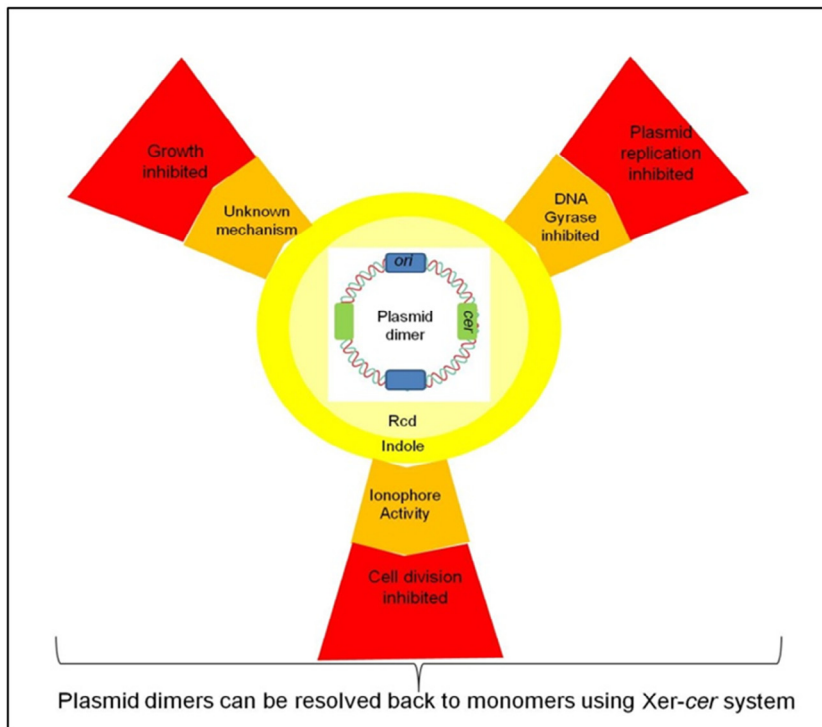 Growth
inhibited
Unknown
mechanism
Plasmid
replication
inhibited
DNA
Gyrase
inhibited
ori
Plasmid
dimer
cer
Rcd
Indole
Ionophore
Activity
Cell division
inhibited
Plasmid dimers can be resolved back to monomers using Xer-cer system